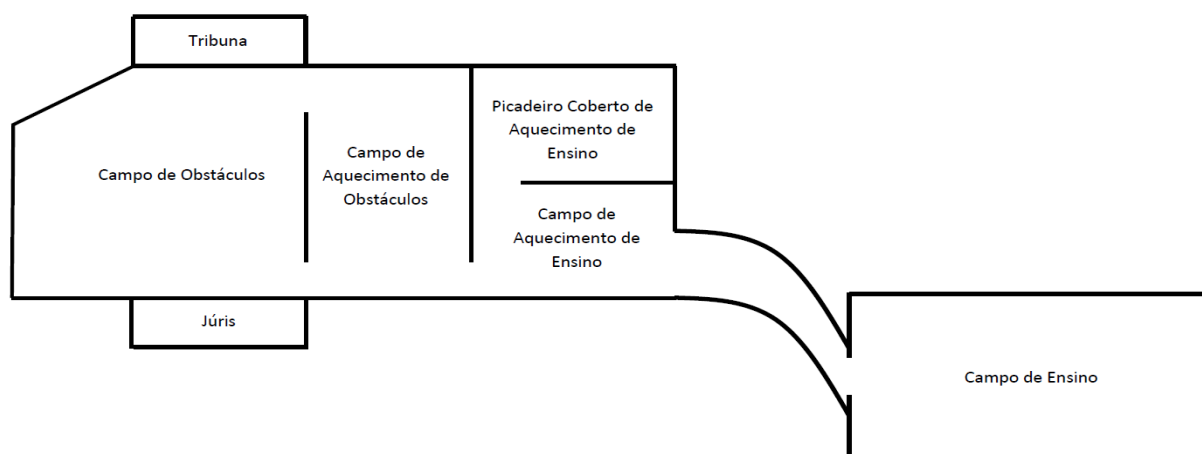 Tribuna
Picadeiro Coberto de
Aquecimento de
Ensino
Campo de Obstáculos
Campo de
Aquecimento de
Obstáculos
Campo de
Aquecimento de
Ensino
Júris
Campo de Ensino